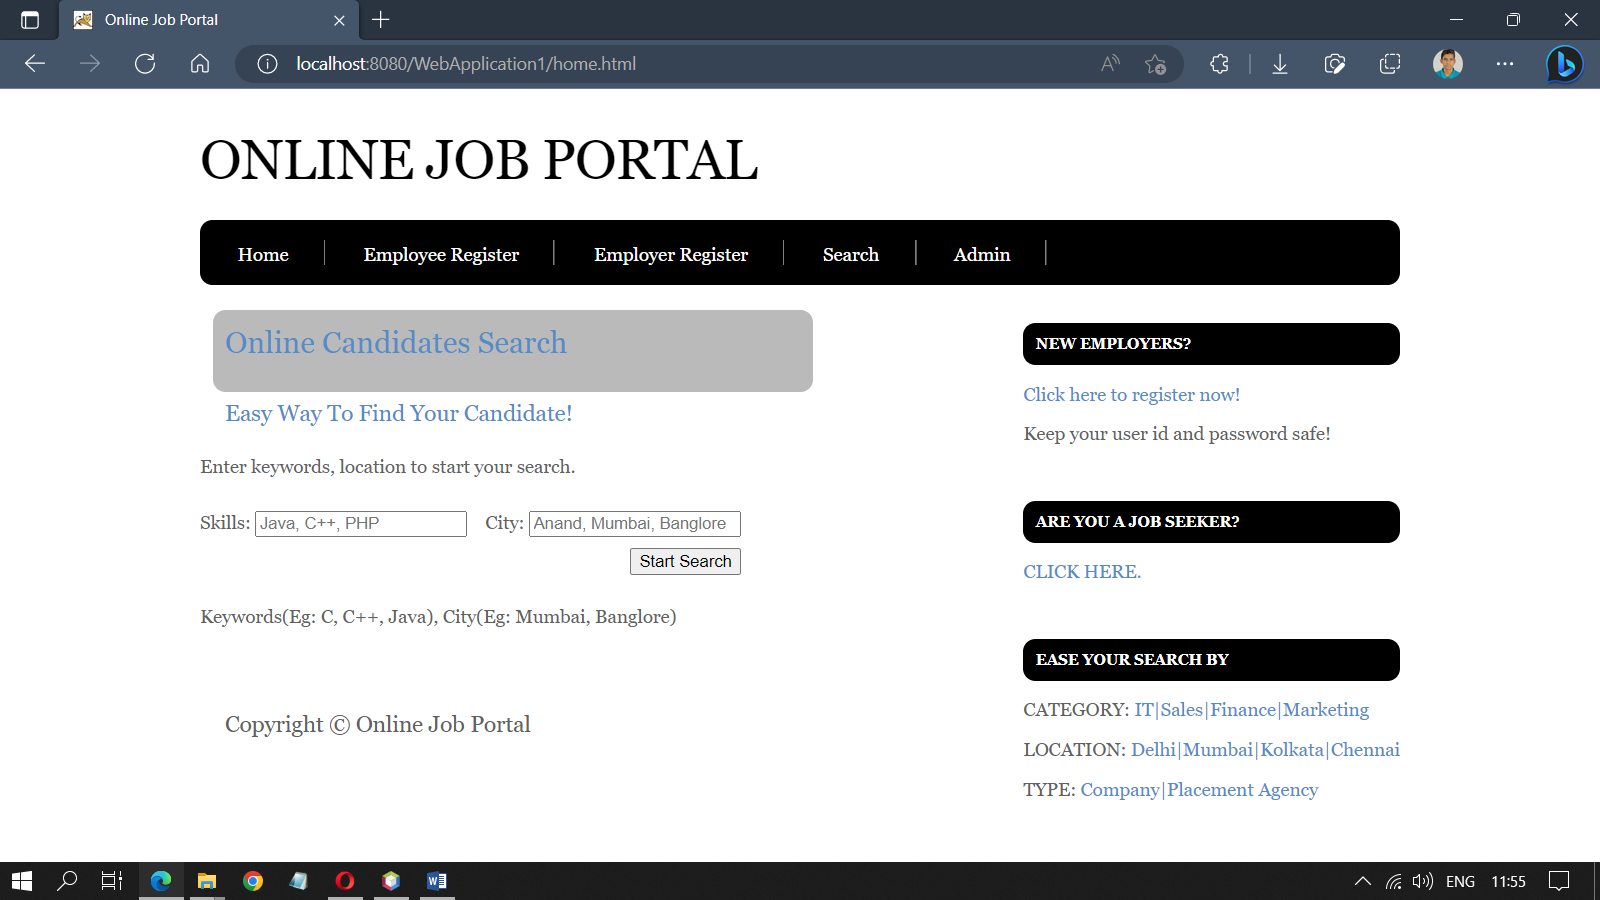 Online Job Portal
localhost:8080/WebApplication1/home.html
ONLINE JOB PORTAL
Home
Employee Register
Employer Register
Search
Admin
Online Candidates Search
Easy Way To Find Your Candidate!
Enter keywords, location to start your search.
Skills: Java, C++, PHP City: Anand, Mumbai, Banglore
Start Search
Keywords(Eg: C, C++, Java), City(Eg: Mumbai, Banglore)
Copyright © Online Job Portal
NEW EMPLOYERS?
Click here to register now!
Keep your user id and password safe!
ARE YOU A JOB SEEKER?
CLICK HERE.
EASE YOUR SEARCH BY
CATEGORY: IT|Sales|Finance|Marketing
LOCATION: Delhi|Mumbai|Kolkata|Chennai
TYPE: Company|Placement Agency
ENG 11:55